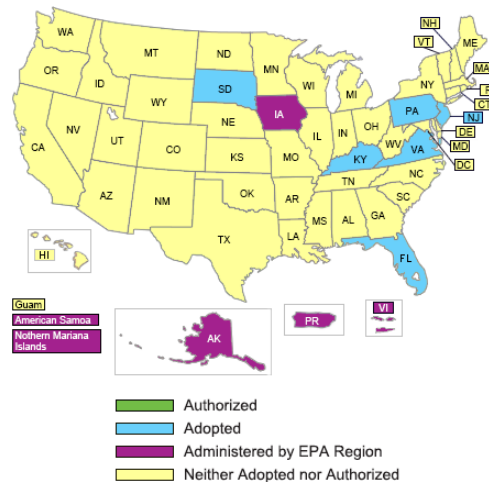 NH
WA
VT
ME
MT
ND
MN
OR
MA
ID
WI
NY
SD
MI
R
WY
CT
IA
PA
NJ
NE
NV
OH
DE
IL
IN
UT
MD
CA
CO
WV
VA
KS
MO
KY
DC
NC
TN
OK
AZ
NM
AR
SC
MS
AL
GA
TX
LA
FL
HI
Guam
American Samoa
Nothern Mariana
Islands
VI
PR
AK
Authorized
Adopted
Administered by EPA Region
Neither Adopted nor Authorized